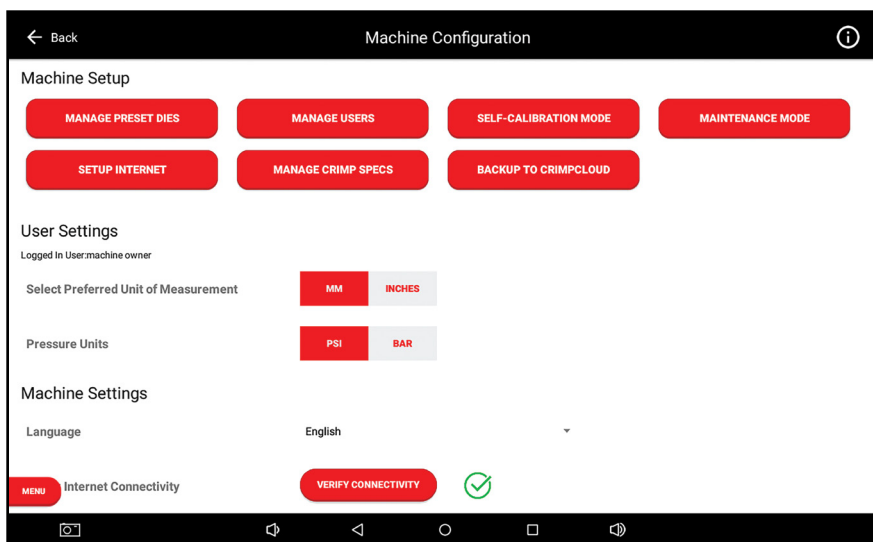 Back
Machine Configuration
Machine Setup
MANAGE PRESET DIES
MANAGE USERS
SELF-CALIBRATION MODE
MAINTENANCE MODE
SETUP INTERNET
MANAGE CRIMP SPECS
BACKUP TO CRIMPCLOUD
User Settings
Logged In User:machine owner
Select Preferred Unit of Measurement
MM
INCHES
Pressure Units
PSI
BAR
Machine Settings
Language
English
MENU
Internet Connectivity
VERIFY CONNECTIVITY